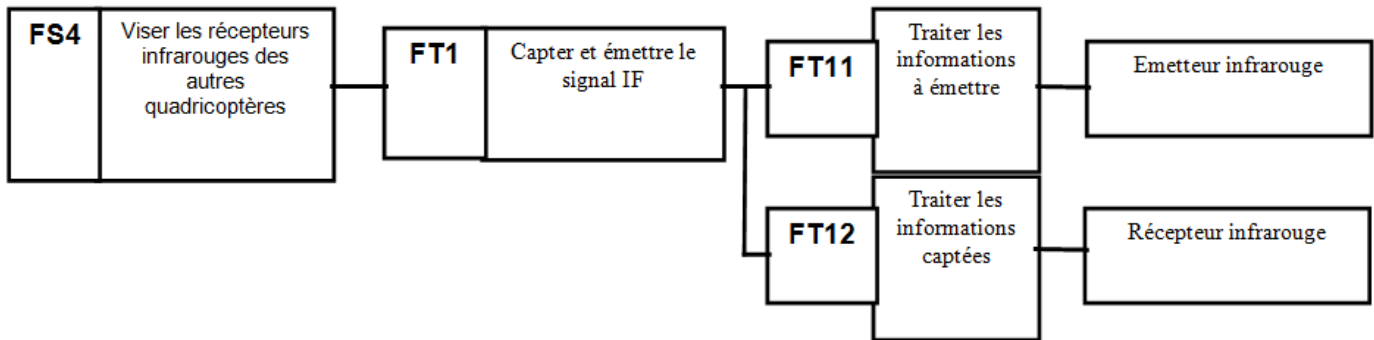 FS4
Viser les récepteurs
infrarouges des
autres
quadricoptères
FT1
Capter et émettre le
signal IF
FT11
Traiter les
informations
à émettre
Emetteur infrarouge
FT12
Traiter les
informations
captées
Récepteur infrarouge